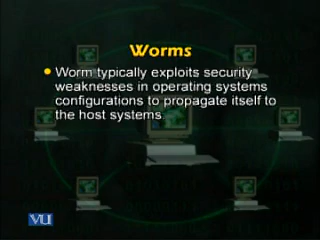 Worms
Worm typically exploits security
weaknesses in operating systems
configurations to propagate itself to
the host systems.
VU